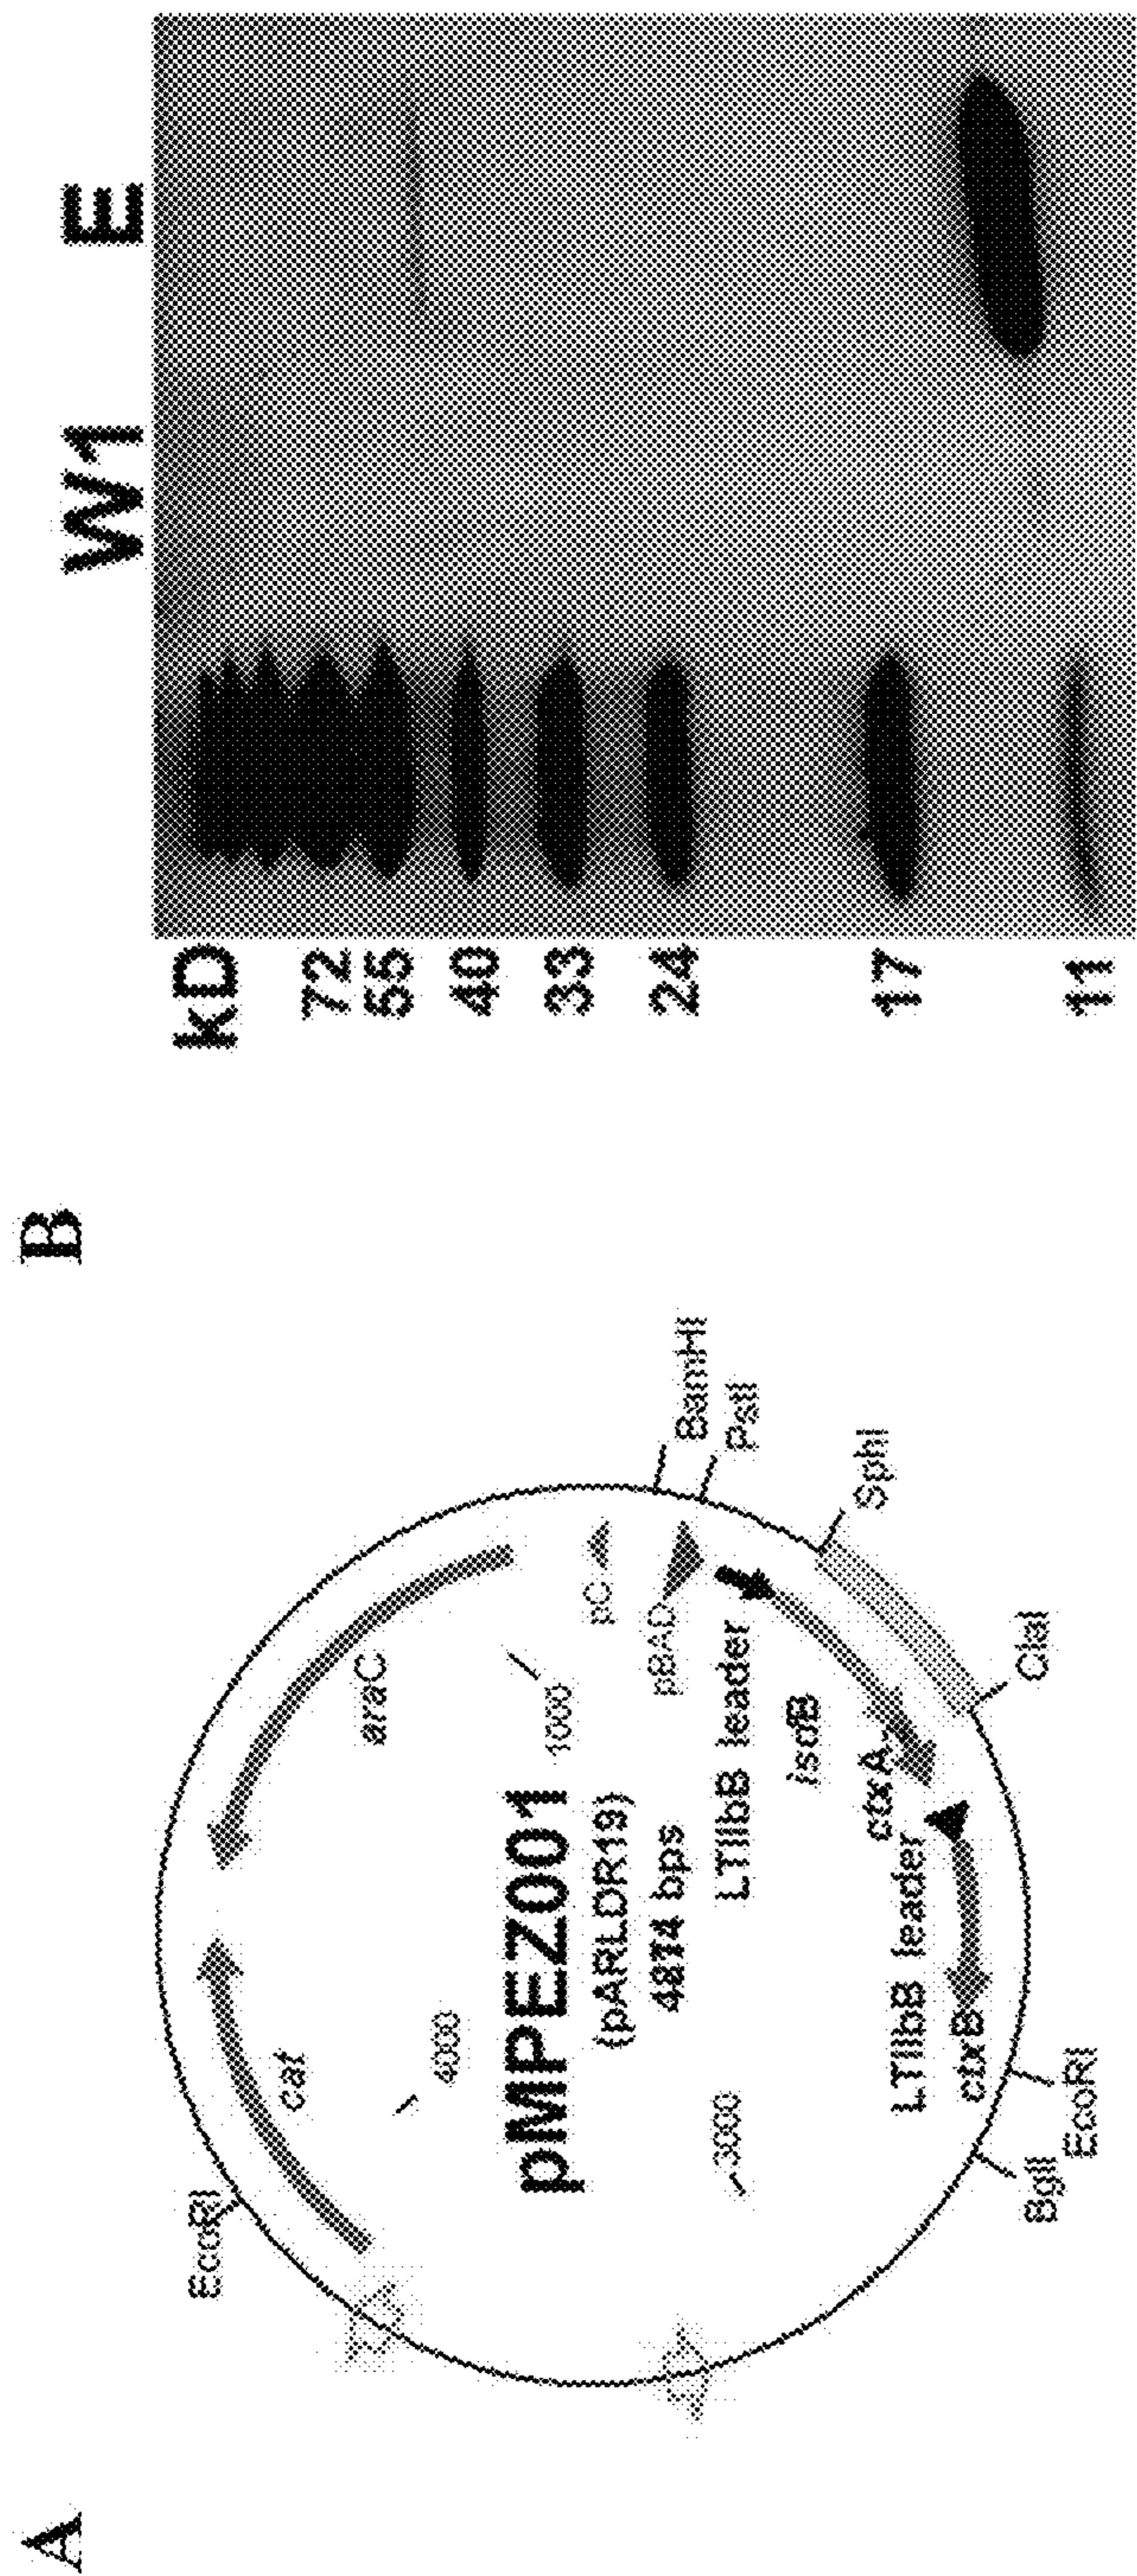 A
EcoRI
cat
araC
4000
1000
pC
pMPEZ001
(pARLDR19)
bps
3000
pBAD
LTIIbB leader
BamHI
PstI
isdB
SphI
ctxA2
LTIIbB leader
ctxB
ClaI
BglI
EcoRI
B
W1 E
kD
72
55
40
33
24
17
11